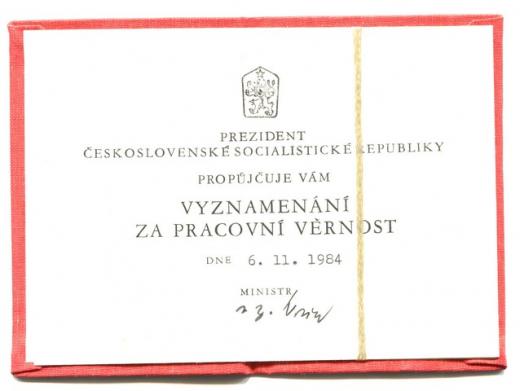 PREZIDENT
ČESKOSLOVENSKÉ SOCIALISTICKÉ REPUBLIKY
PROPŮJČUJE VÁM
VYZNAMENÁNÍ
ZA PRACOVNÍ VĚRNOST
DNE 6. 11. 1984
MINISTR